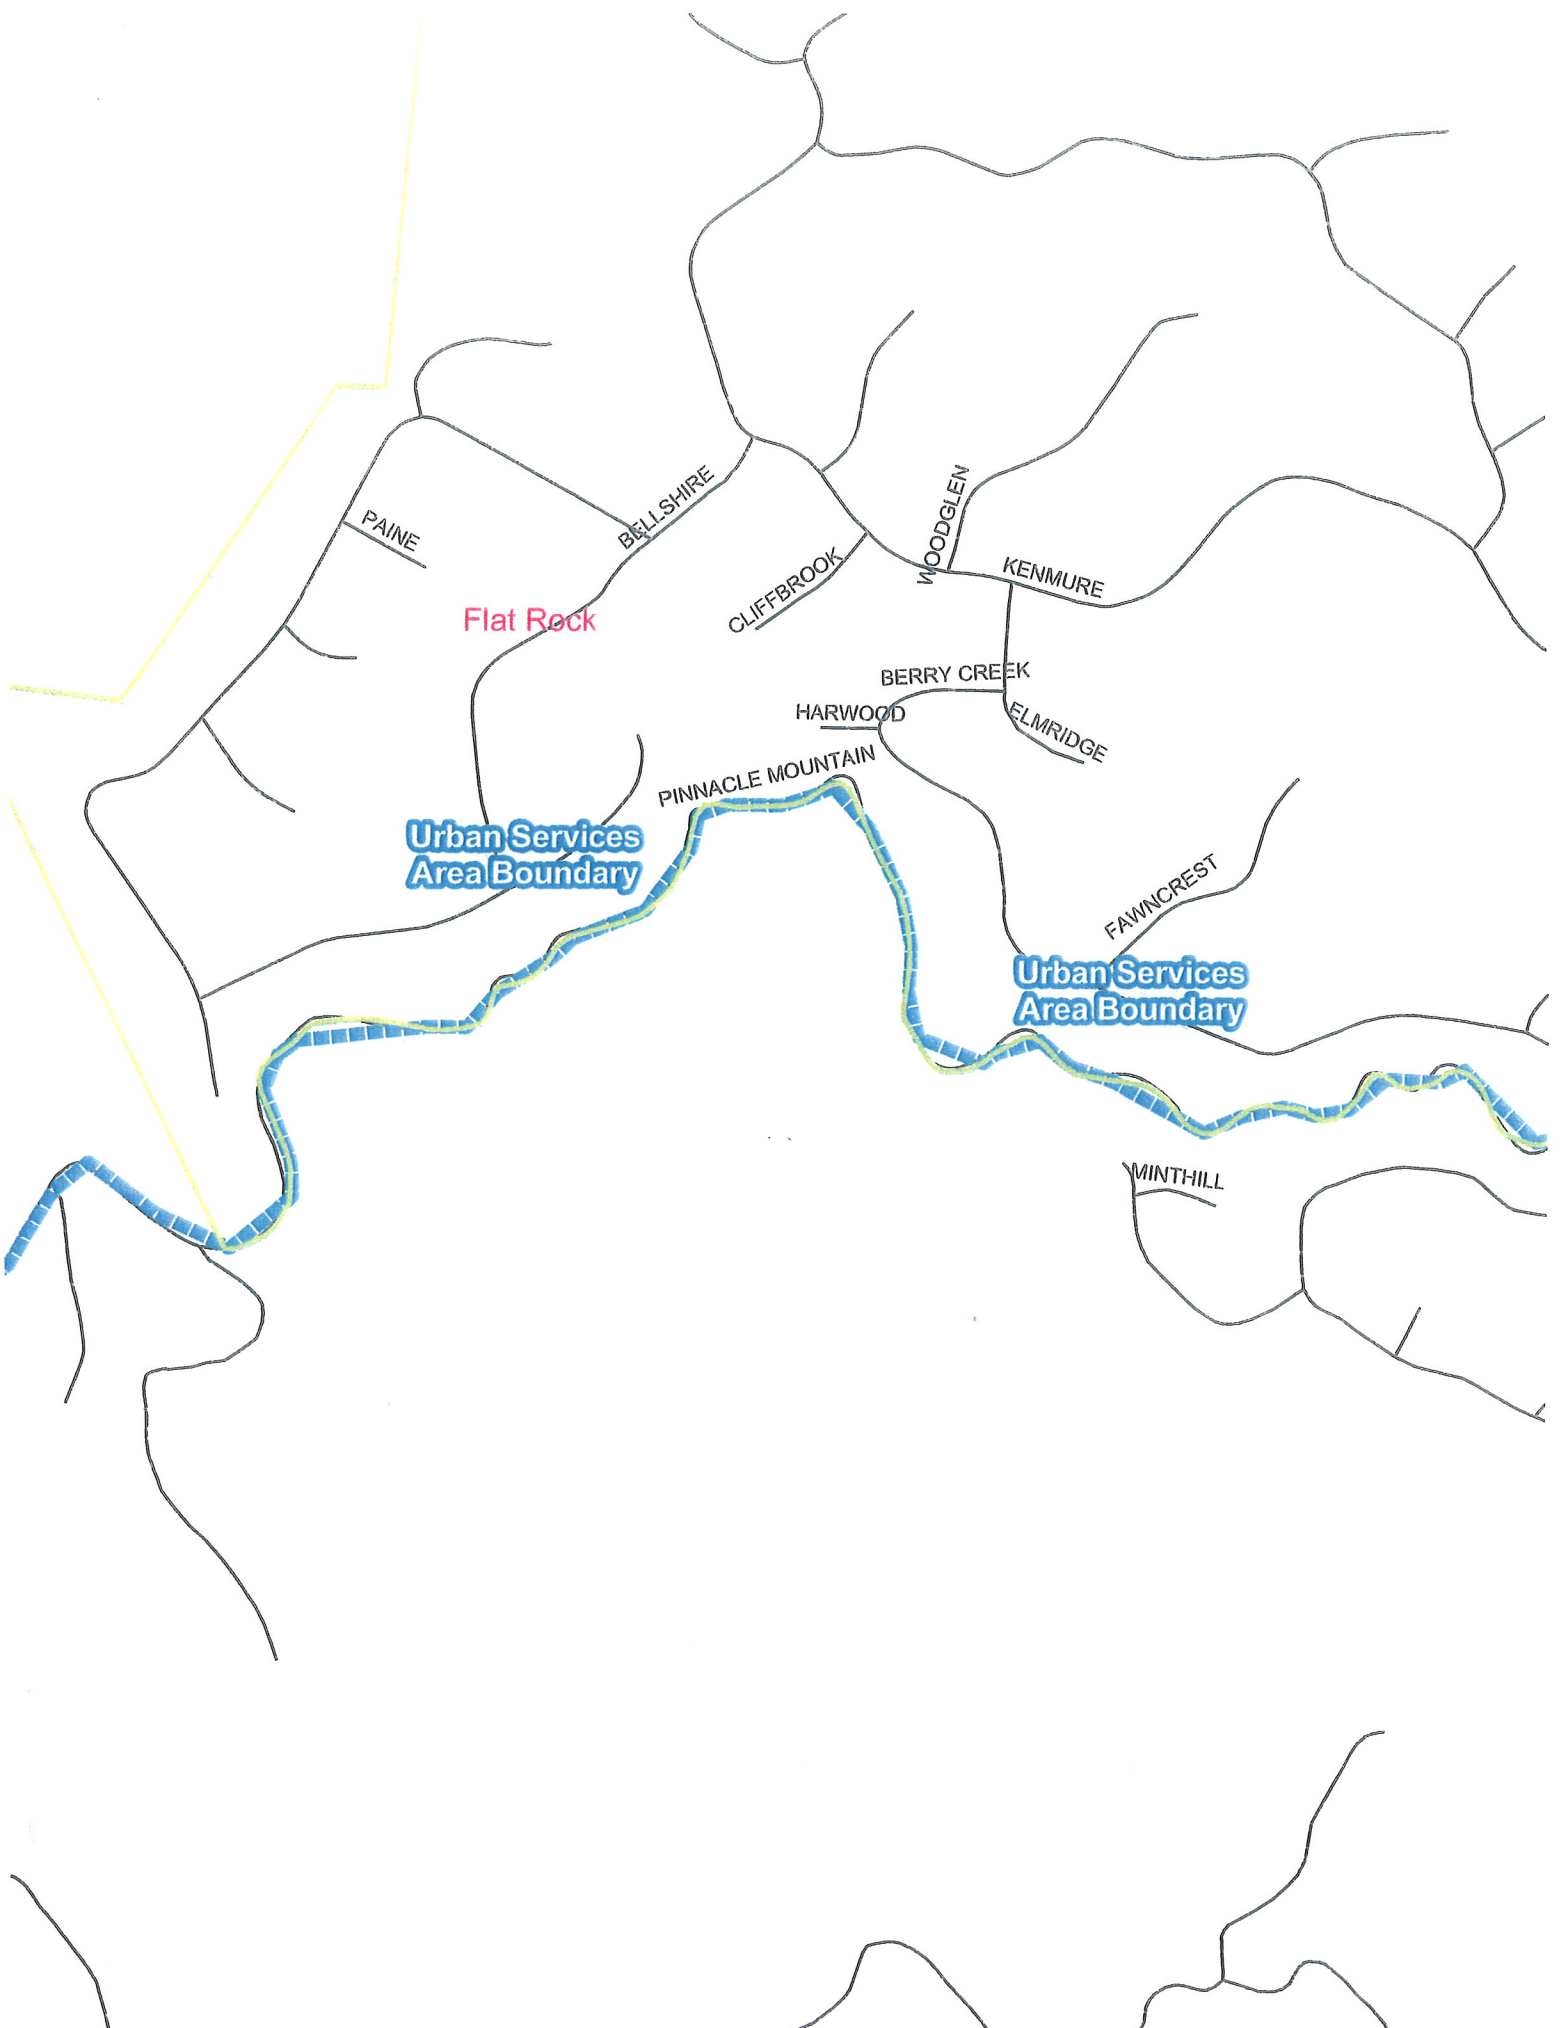 WOODGLEN
BELLSHIRE
PAINE
CLIFFBROOK
KENMURE
Flat Rock
BERRY CREEK
HARWOOD
ELMRIDGE
PINNACLE MOUNTAIN
Urban Services
Area Boundary
FAWNCREST
Urban Services
Area Boundary
MINTHILL